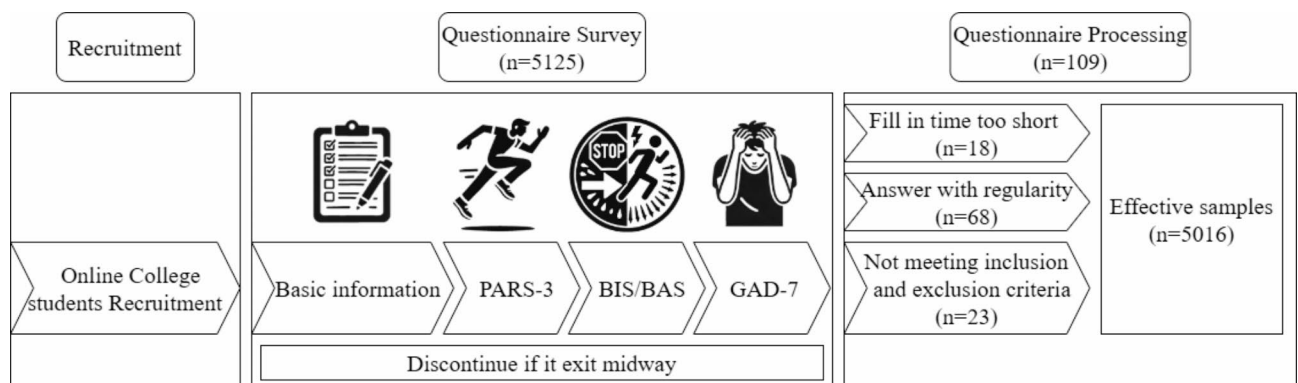 Recruitment
Questionnaire Survey
(n=5125)
Questionnaire Processing
(n=109)
Online College
students Recruitment
STOP
Basic information
PARS-3
BIS/BAS
GAD-7
Discontinue if it exit midway
Fill in time too short
(n=18)
Answer with regularity
(n=68)
Not meeting inclusion
and exclusion criteria
(n=23)
Effective samples
(n=5016)